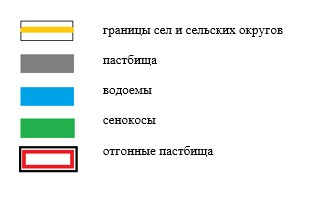 границы сел и сельских округов
пастбища
водоемы
сенокосы
отгонные пастбища